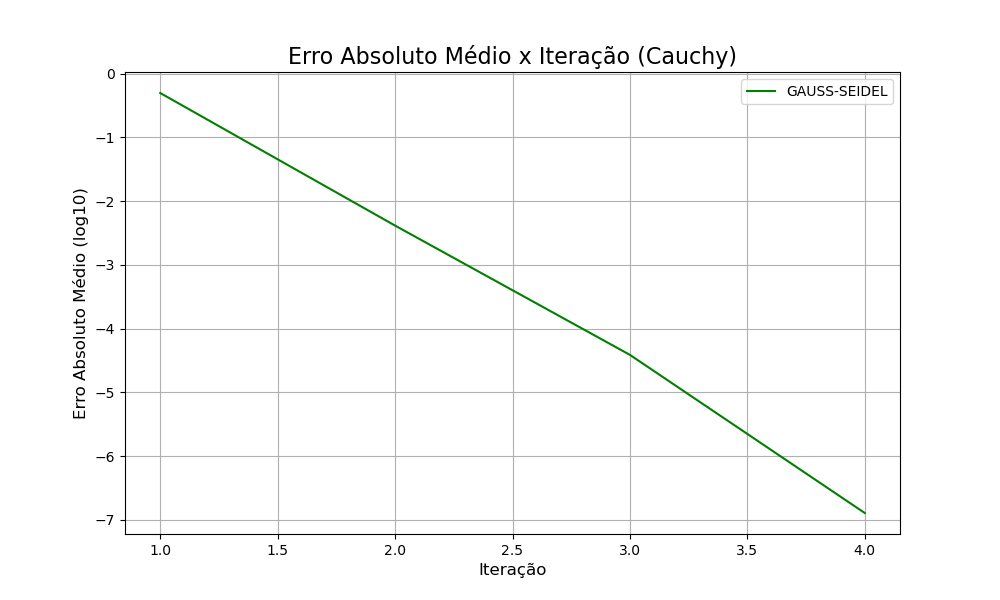 Erro Absoluto Médio x Iteração (Cauchy)
GAUSS-SEIDEL
Erro Absoluto Médio (log10)
0
−1
−2
−3
−4
−5
−6
−7
1.0 1.5 2.0 2.5 3.0 3.5 4.0
Iteração